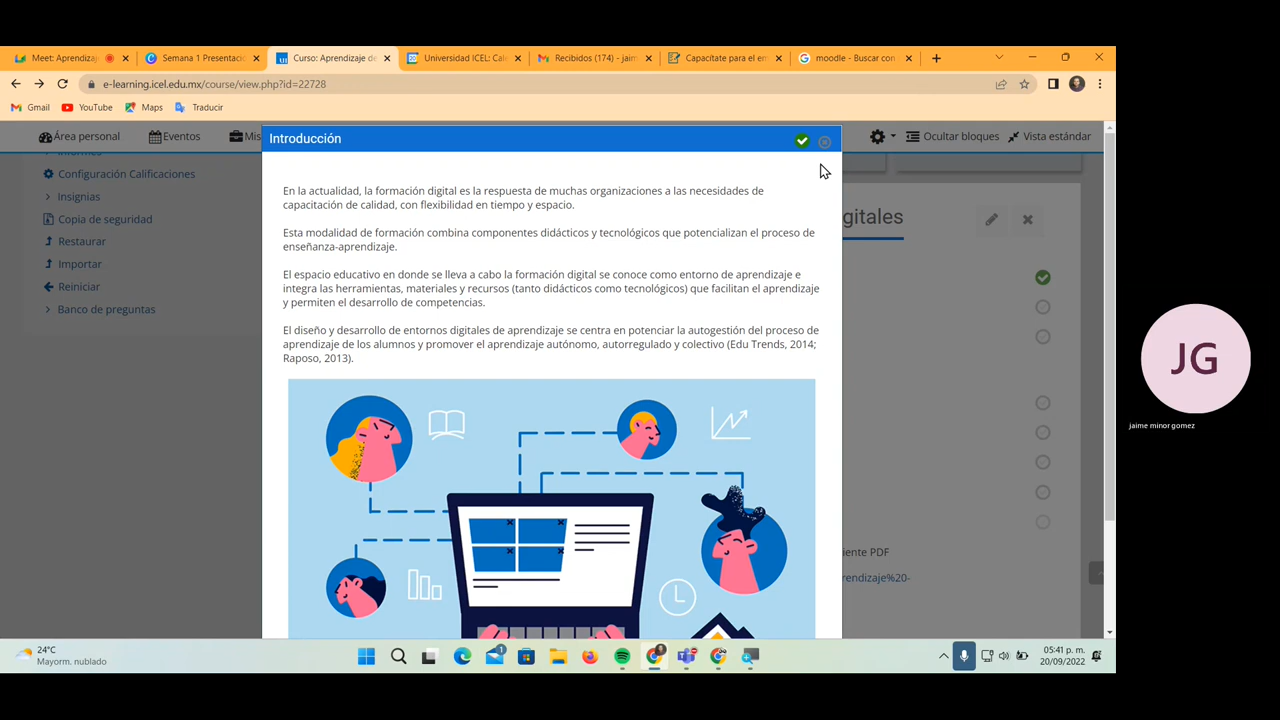 Meet: Aprendizaj
Semana 1 Presentació
Curso: Aprendizaje de
Universidad ICEL: Cale
Recibidos (174) - jaim
Capacítate para el em
moodle - Buscar con
e-learning.icel.edu.mx/course/view.php?id=22728
Gmail
YouTube
Maps
Traducir
Área personal
Eventos
Mis
Ocultar bloques
Vista estándar
Configuración Calificaciones
Insignias
Copia de seguridad
Restaurar
Importar
Reiniciar
Banco de preguntas
Introducción
En la actualidad, la formación digital es la respuesta de muchas organizaciones a las necesidades de
capacitación de calidad, con flexibilidad en tiempo y espacio.
Esta modalidad de formación combina componentes didácticos y tecnológicos que potencializan el proceso de
enseñanza-aprendizaje.
El espacio educativo en donde se lleva a cabo la formación digital se conoce como entorno de aprendizaje e
integra las herramientas, materiales y recursos (tanto didácticos como tecnológicos) que facilitan el aprendizaje
y permiten el desarrollo de competencias.
El diseño y desarrollo de entornos digitales de aprendizaje se centra en potenciar la autogestión del proceso de
aprendizaje de los alumnos y promover el aprendizaje autónomo, autorregulado y colectivo (Edu Trends, 2014;
Raposo, 2013).
gitales
iente PDF
rendizaje%20-
JG
jaime minor gomez
24°C
Mayorm. nublado
05:41 p. m.
20/09/2022